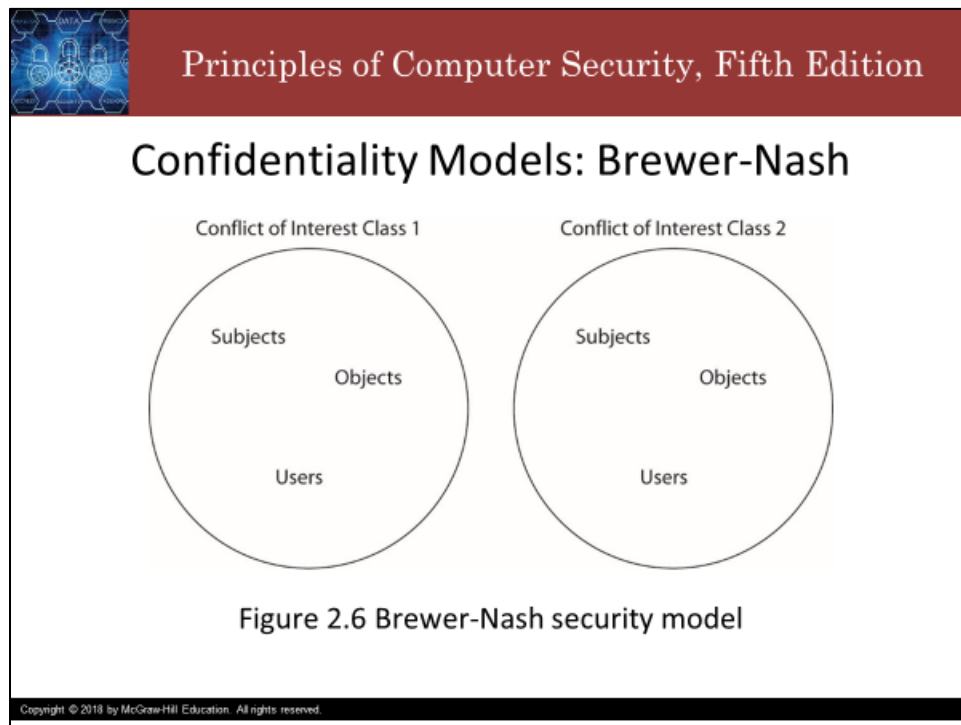 DATA
Principles of Computer Security, Fifth Edition
Confidentiality Models: Brewer-Nash
Conflict of Interest Class 1
Conflict of Interest Class 2
Subjects
Objects
Users
Subjects
Objects
Users
Figure 2.6 Brewer-Nash security model
Copyright © 2018 by McGraw-Hill Education. All rights reserved.